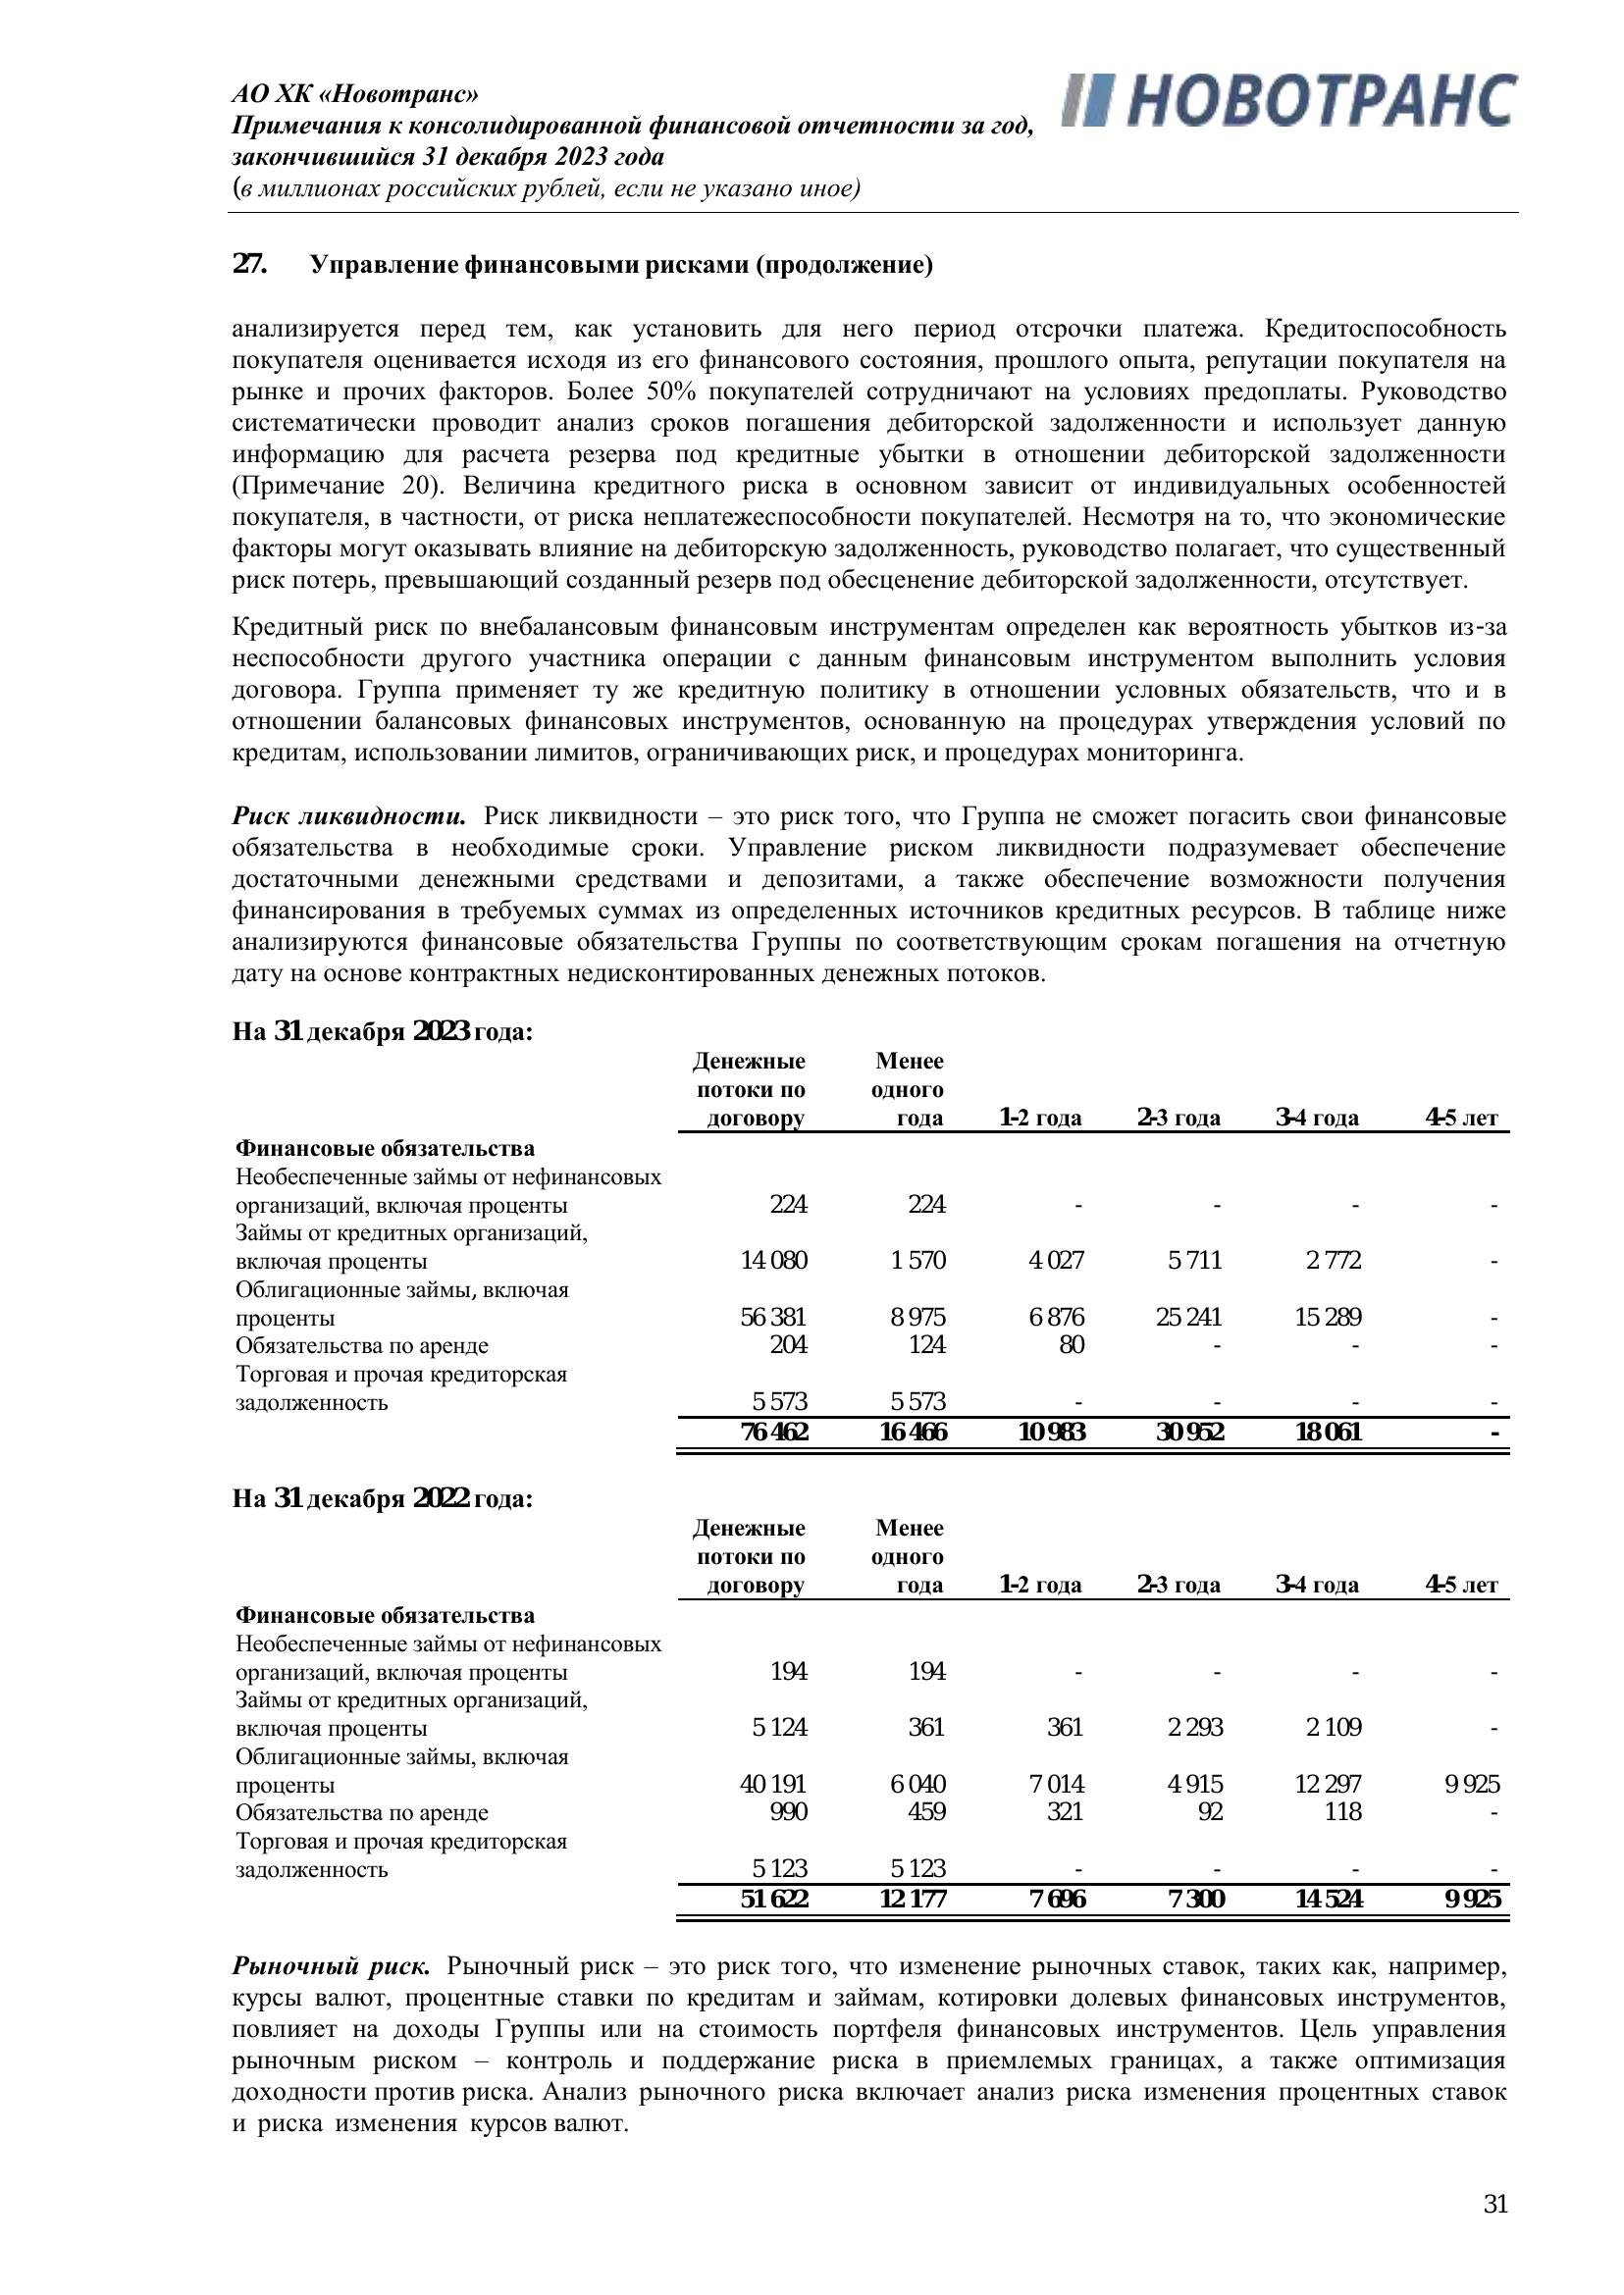 АО ХК «Новотранс»
Примечания к консолидированной финансовой отчетности за год,
закончившийся 31 декабря 2023 года
(в миллионах российских рублей, если не указано иное)
НОВОТРАНС
27. Управление финансовыми рисками (продолжение)
анализируется перед тем, как установить для него период отсрочки платежа. Кредитоспособность
покупателя оценивается исходя из его финансового состояния, прошлого опыта, репутации покупателя на
рынке и прочих факторов. Более 50% покупателей сотрудничают на условиях предоплаты. Руководство
систематически проводит анализ сроков погашения дебиторской задолженности и использует данную
информацию для расчета резерва под кредитные убытки в отношении дебиторской задолженности
(Примечание 20). Величина кредитного риска в основном зависит от индивидуальных особенностей
покупателя, в частности, от риска неплатежеспособности покупателей. Несмотря на то, что экономические
факторы могут оказывать влияние на дебиторскую задолженность, руководство полагает, что существенный
риск потерь, превышающий созданный резерв под обесценение дебиторской задолженности, отсутствует.
Кредитный риск по внебалансовым финансовым инструментам определен как вероятность убытков из-за
неспособности другого участника операции с данным финансовым инструментом выполнить условия
договора. Группа применяет ту же кредитную политику в отношении условных обязательств, что и в
отношении балансовых финансовых инструментов, основанную на процедурах утверждения условий по
кредитам, использовании лимитов, ограничивающих риск, и процедурах мониторинга.
Риск ликвидности. Риск ликвидности – это риск того, что Группа не сможет погасить свои финансовые
обязательства в необходимые сроки. Управление риском ликвидности подразумевает обеспечение
достаточными денежными средствами и депозитами, а также обеспечение возможности получения
финансирования в требуемых суммах из определенных источников кредитных ресурсов. В таблице ниже
анализируются финансовые обязательства Группы по соответствующим срокам погашения на отчетную
дату на основе контрактных недисконтированных денежных потоков.
На 31 декабря 2023 года:
Денежные Менее
потоки по одного
договору года 1-2 года 2-3 года 3-4 года 4-5 лет
Финансовые обязательства
Необеспеченные займы от нефинансовых
организаций, включая проценты 224 224 - - - -
Займы от кредитных организаций,
включая проценты 14 080 1 570 4 027 5 711 2 772 -
Облигационные займы, включая
проценты 56 381 8 975 6 876 25 241 15 289 -
Обязательства по аренде 204 124 80 - - -
Торговая и прочая кредиторская
задолженность 5 573 5 573 - - - -
76 462 16 466 10 983 30 952 18 061 -
На 31 декабря 2022 года:
Денежные Менее
потоки по одного
договору года 1-2 года 2-3 года 3-4 года 4-5 лет
Финансовые обязательства
Необеспеченные займы от нефинансовых
организаций, включая проценты 194 194 - - - -
Займы от кредитных организаций,
включая проценты 5 124 361 361 2 293 2 109 -
Облигационные займы, включая
проценты 40 191 6 040 7 014 4 915 12 297 9 925
Обязательства по аренде 990 459 321 92 118 -
Торговая и прочая кредиторская
задолженность 5 123 5 123 - - - -
51 622 12 177 7 696 7 300 14 524 9 925
Рыночный риск. Рыночный риск – это риск того, что изменение рыночных ставок, таких как, например,
курсы валют, процентные ставки по кредитам и займам, котировки долевых финансовых инструментов,
повлияет на доходы Группы или на стоимость портфеля финансовых инструментов. Цель управления
рыночным риском – контроль и поддержание риска в приемлемых границах, а также оптимизация
доходности против риска. Анализ рыночного риска включает анализ риска изменения процентных ставок
и риска изменения курсов валют.
31